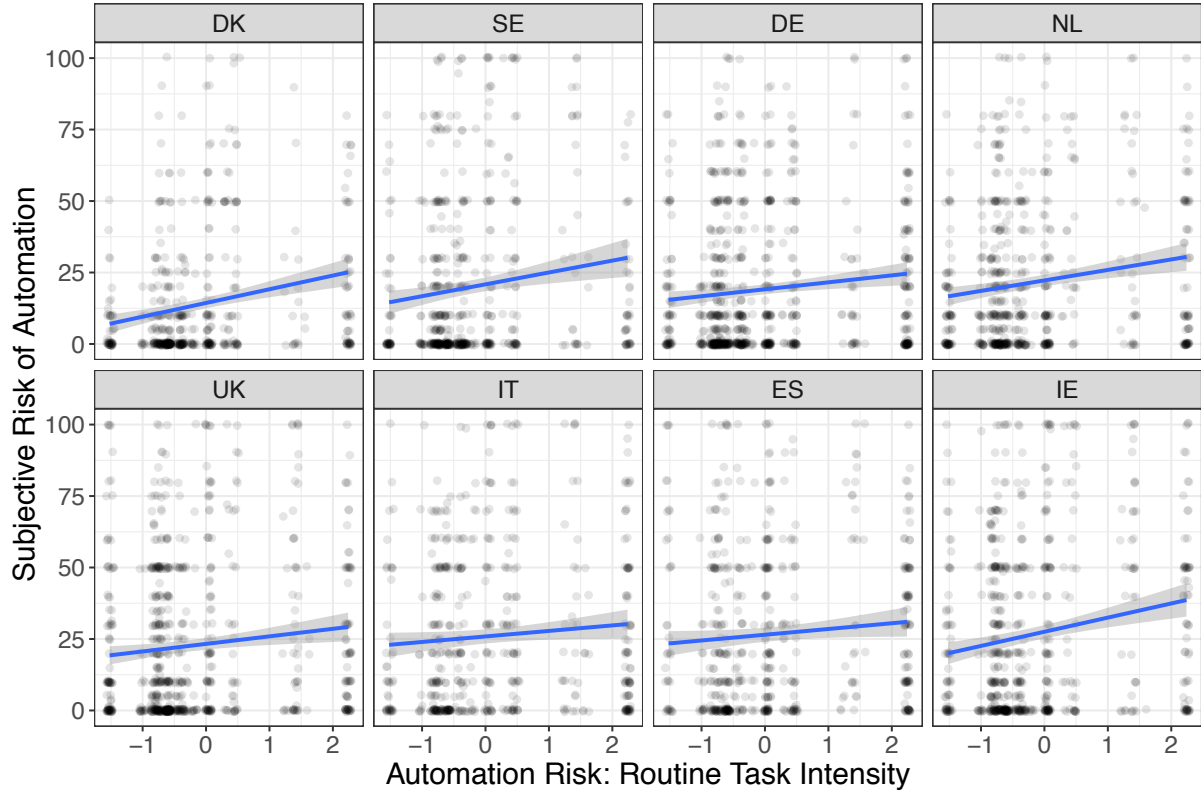 DK SE DE NL
100
75
50
25
0
UK IT ES IE
100
75
50
25
0
−1 0 1 2 −1 0 1 2 −1 0 1 2 −1 0 1 2
Subjective Risk of Automation
Automation Risk: Routine Task Intensity